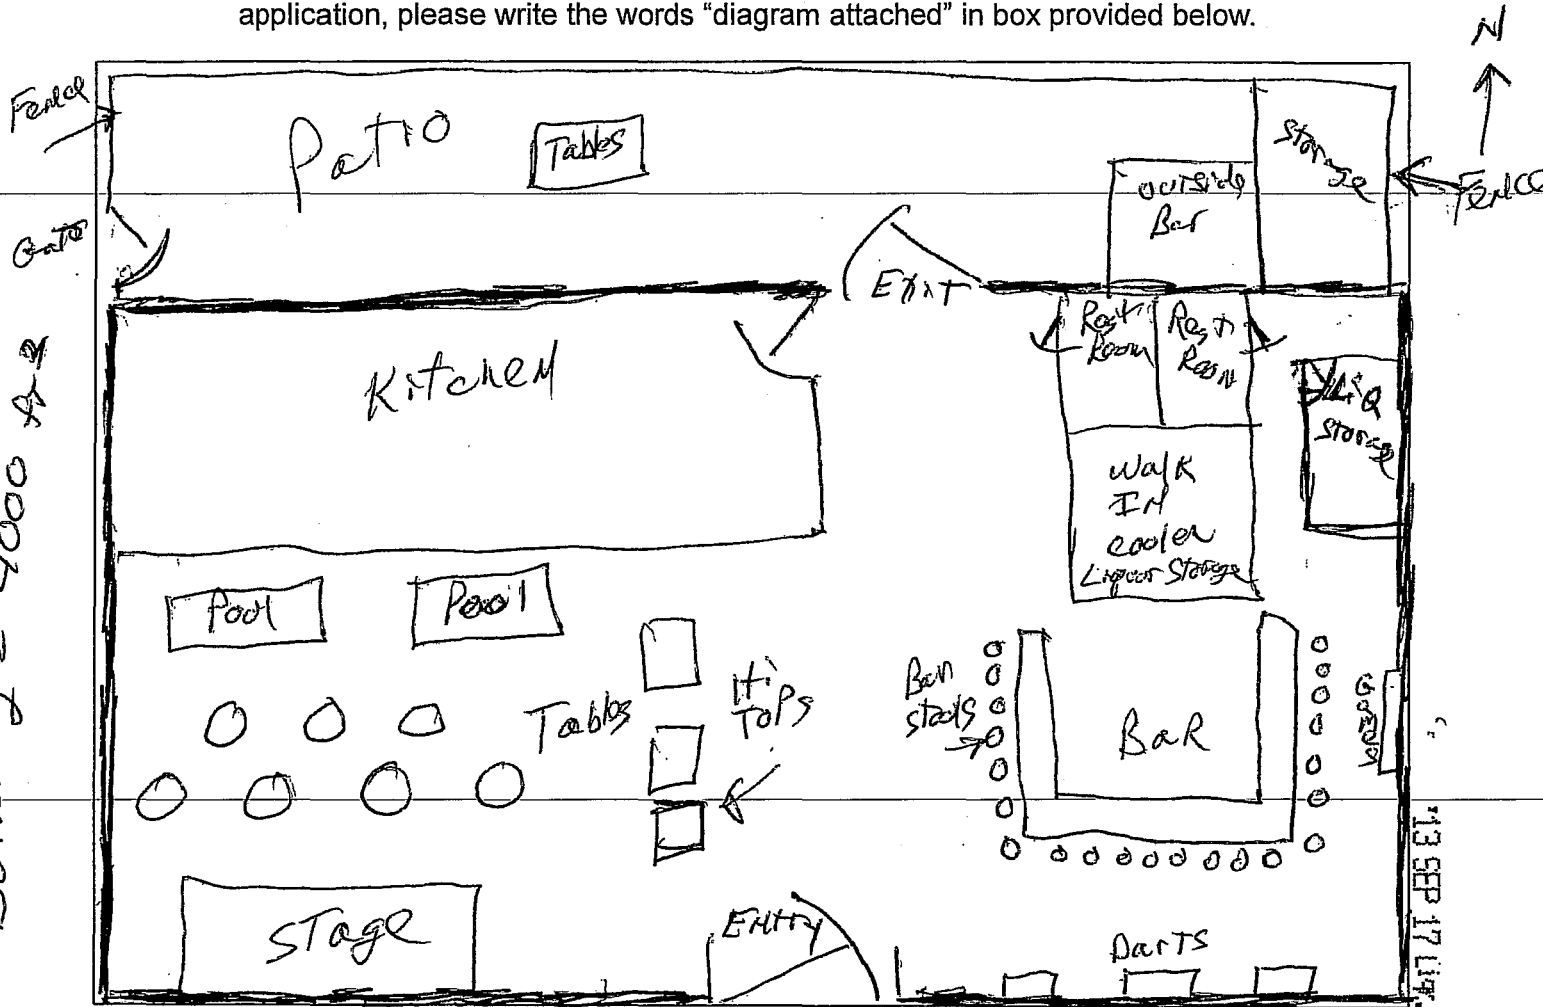 application, please write the words “diagram attached” in box provided below.
N
Fence
Patio
Tables
Storage
Fence
outside
Bar
Gate
Exit
Rest
Room
Rest
Room
Kitchen
Liq
Storage
Walk
In
cooler
Liquor Storage
Pool
Pool
Hi
Tops
Tables
Bar
stools
BaR
Stage
Entry
Darts
'13 SEP 17 Liq.